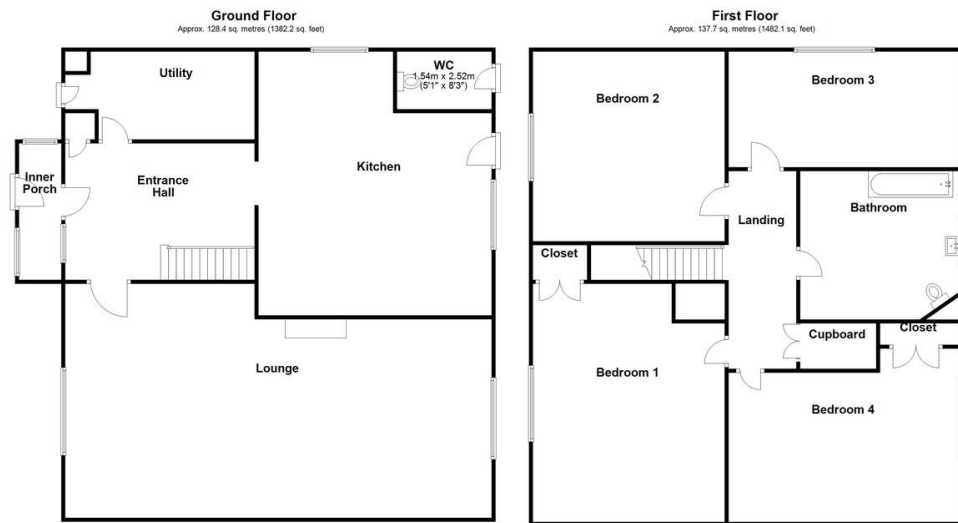 Ground Floor
Approx. 128.4 sq. metres (1382.2 sq. feet)
Utility
WC
1.54m x 2.52m
(5'1" x 8'3")
Inner
Porch
Entrance
Hall
Kitchen
Lounge
First Floor
Approx. 137.7 sq. metres (1482.1 sq. feet)
Bedroom 2
Bedroom 3
Landing
Bathroom
Closet
Cupboard
Closet
Bedroom 1
Bedroom 4